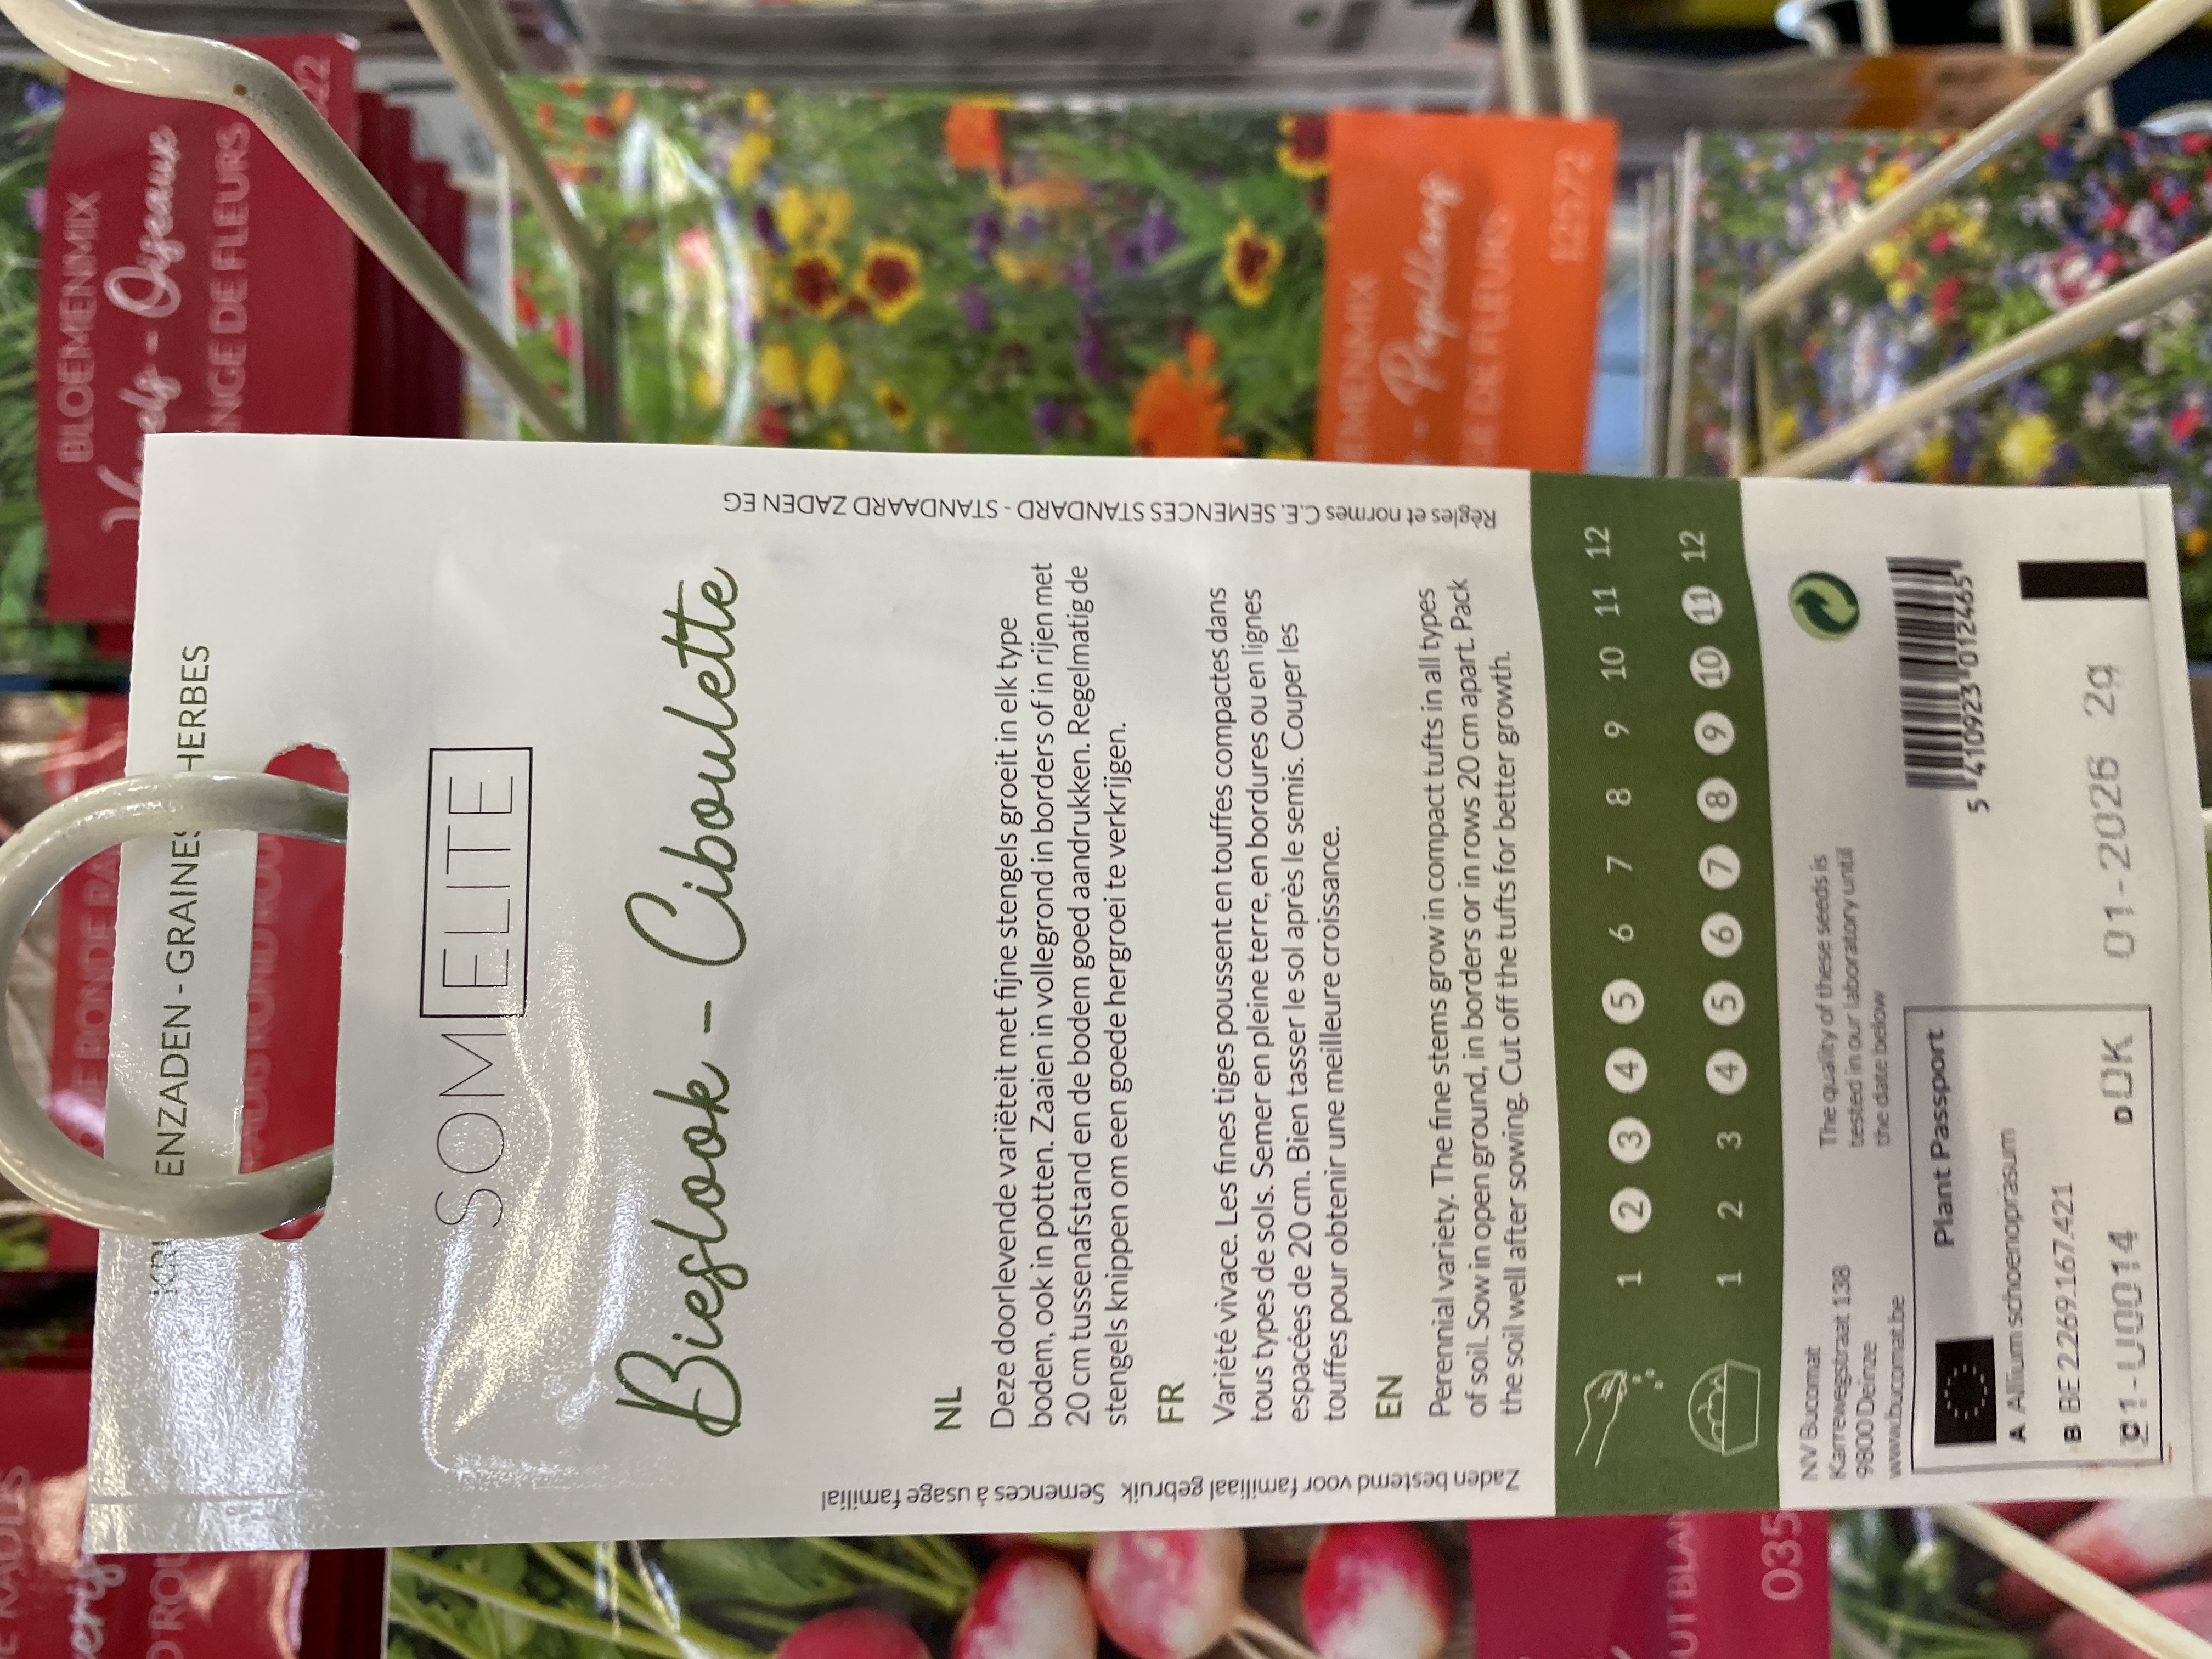 ENZADEN - GRAINES HERBES
SOMELITE
Bieslook - Ciboulette
NL
Deze doorlevende variëteit met fijne stengels groeit in elk type
bodem, ook in potten. Zaaien in vollegrond in borders of in rijen met
20 cm tussenafstand en de bodem goed aandrukken. Regelmatig de
stengels knippen om een goede hergroei te verkrijgen.
FR
Variété vivace. Les fines tiges poussent en touffes compactes dans
tous types de sols. Semer en pleine terre, en bordures ou en lignes
espacées de 20 cm. Bien tasser le sol après le semis. Couper les
touffes pour obtenir une meilleure croissance.
EN
Perennial variety. The fine stems grow in compact tufts in all types
of soil. Sow in open ground, in borders or in rows 20 cm apart. Pack
the soil well after sowing. Cut off the tufts for better growth.
Zaden bestemd voor familiaal gebruik Semences à usage familial
Règles et normes C.E. SEMENCES STANDARD - STANDAARD ZADEN EG
1 2 3 4 5 6 7 8 9 10 11 12
1 2 3 4 5 6 7 8 9 10 11 12
NV Bucomat
Karrewegstraat 138
9800 Deinze
www.bucomat.be
The quality of these seeds is
tested in our laboratory until
the date below
5 410923 012465
Plant Passport
A Allium schoenoprasum
B BE 2.269.167.421
C 1-U0014 D DK
01-2026 2g
BLOEMENMIX
Vogels - Oiseaux
NGE DE FLEURS
22
EMENMIX
- Papillons
GE DE FLEURS
12572
035